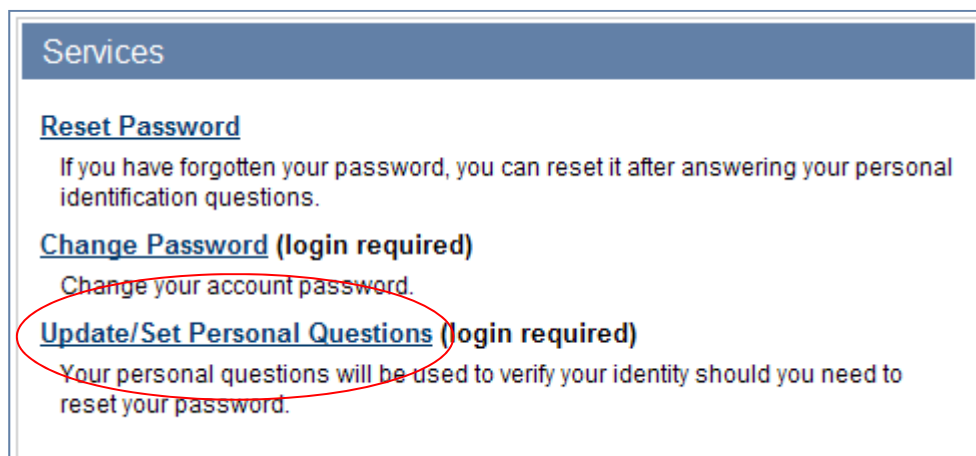 Services
Reset Password
If you have forgotten your password, you can reset it after answering your personal
identification questions.
Change Password (login required)
Change your account password.
Update/Set Personal Questions (login required)
Your personal questions will be used to verify your identity should you need to
reset your password.